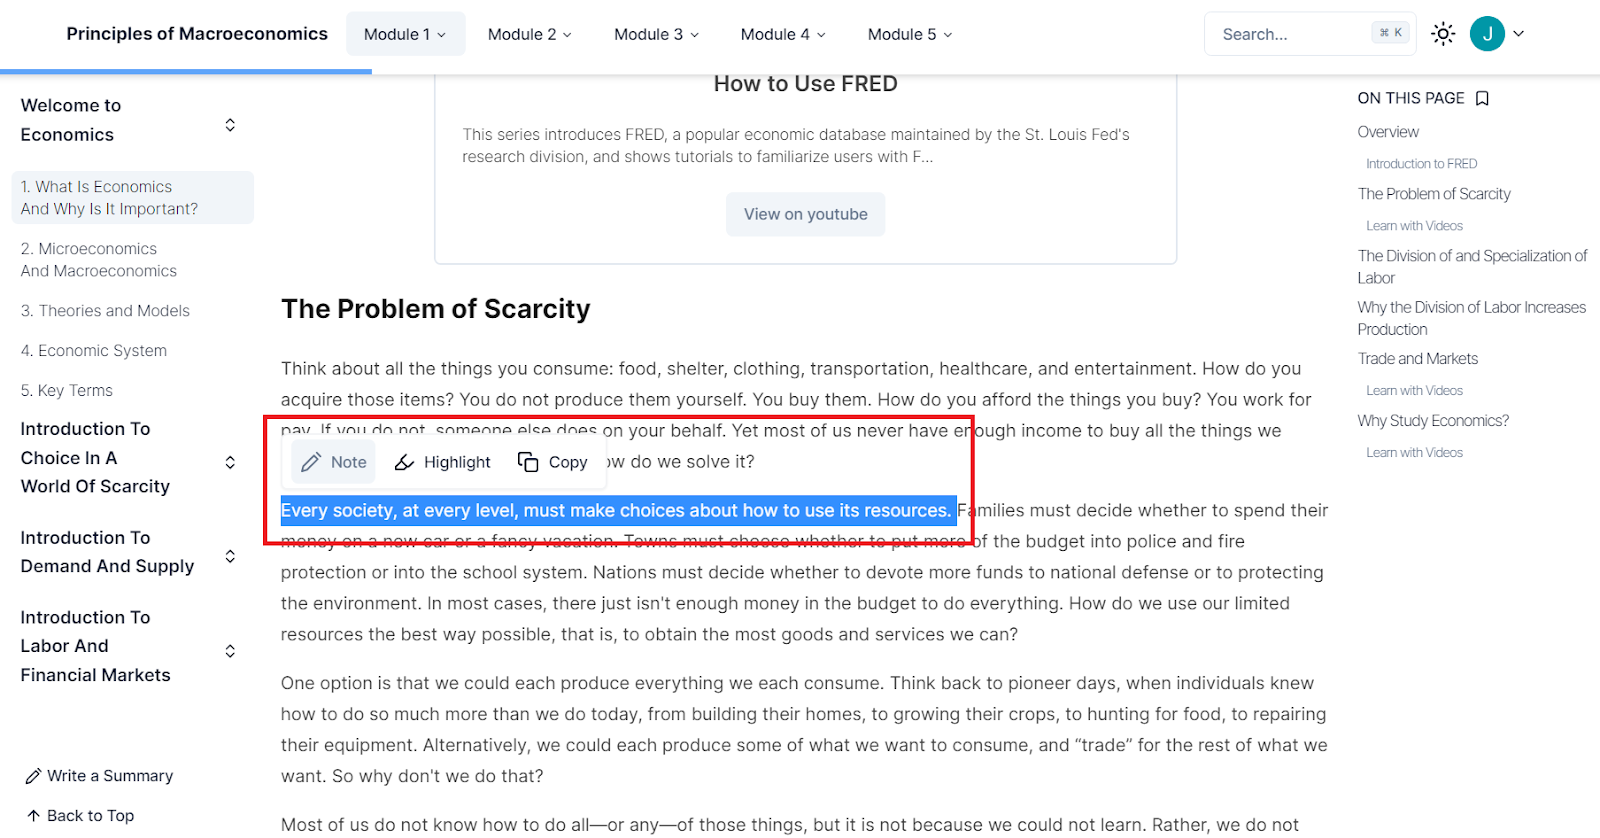 Principles of Macroeconomics
Module 1
Module 2
Module 3
Module 4
Module 5
Search...
⌘ K
J
Welcome to
Economics
1. What Is Economics
And Why Is It Important?
2. Microeconomics
And Macroeconomics
3. Theories and Models
4. Economic System
5. Key Terms
Introduction To
Choice In A
World Of Scarcity
Introduction To
Demand And Supply
Introduction To
Labor And
Financial Markets
Write a Summary
Back to Top
How to Use FRED
This series introduces FRED, a popular economic database maintained by the St. Louis Fed's
research division, and shows tutorials to familiarize users with F...
View on youtube
The Problem of Scarcity
Think about all the things you consume: food, shelter, clothing, transportation, healthcare, and entertainment. How do you
acquire those items? You do not produce them yourself. You buy them. How do you afford the things you buy? You work for
pay. If you do not, someone else does on your behalf. Yet most of us never have enough income to buy all the things we
Note
Highlight
Copy
ow do we solve it?
Every society, at every level, must make choices about how to use its resources. Families must decide whether to spend their
money on a new car or a fancy vacation. Towns must choose whether to put more of the budget into police and fire
protection or into the school system. Nations must decide whether to devote more funds to national defense or to protecting
the environment. In most cases, there just isn't enough money in the budget to do everything. How do we use our limited
resources the best way possible, that is, to obtain the most goods and services we can?
One option is that we could each produce everything we each consume. Think back to pioneer days, when individuals knew
how to do so much more than we do today, from building their homes, to growing their crops, to hunting for food, to repairing
their equipment. Alternatively, we could each produce some of what we want to consume, and “trade” for the rest of what we
want. So why don't we do that?
Most of us do not know how to do all—or any—of those things, but it is not because we could not learn. Rather, we do not
ON THIS PAGE
Overview
Introduction to FRED
The Problem of Scarcity
Learn with Videos
The Division of and Specialization of
Labor
Why the Division of Labor Increases
Production
Trade and Markets
Learn with Videos
Why Study Economics?
Learn with Videos